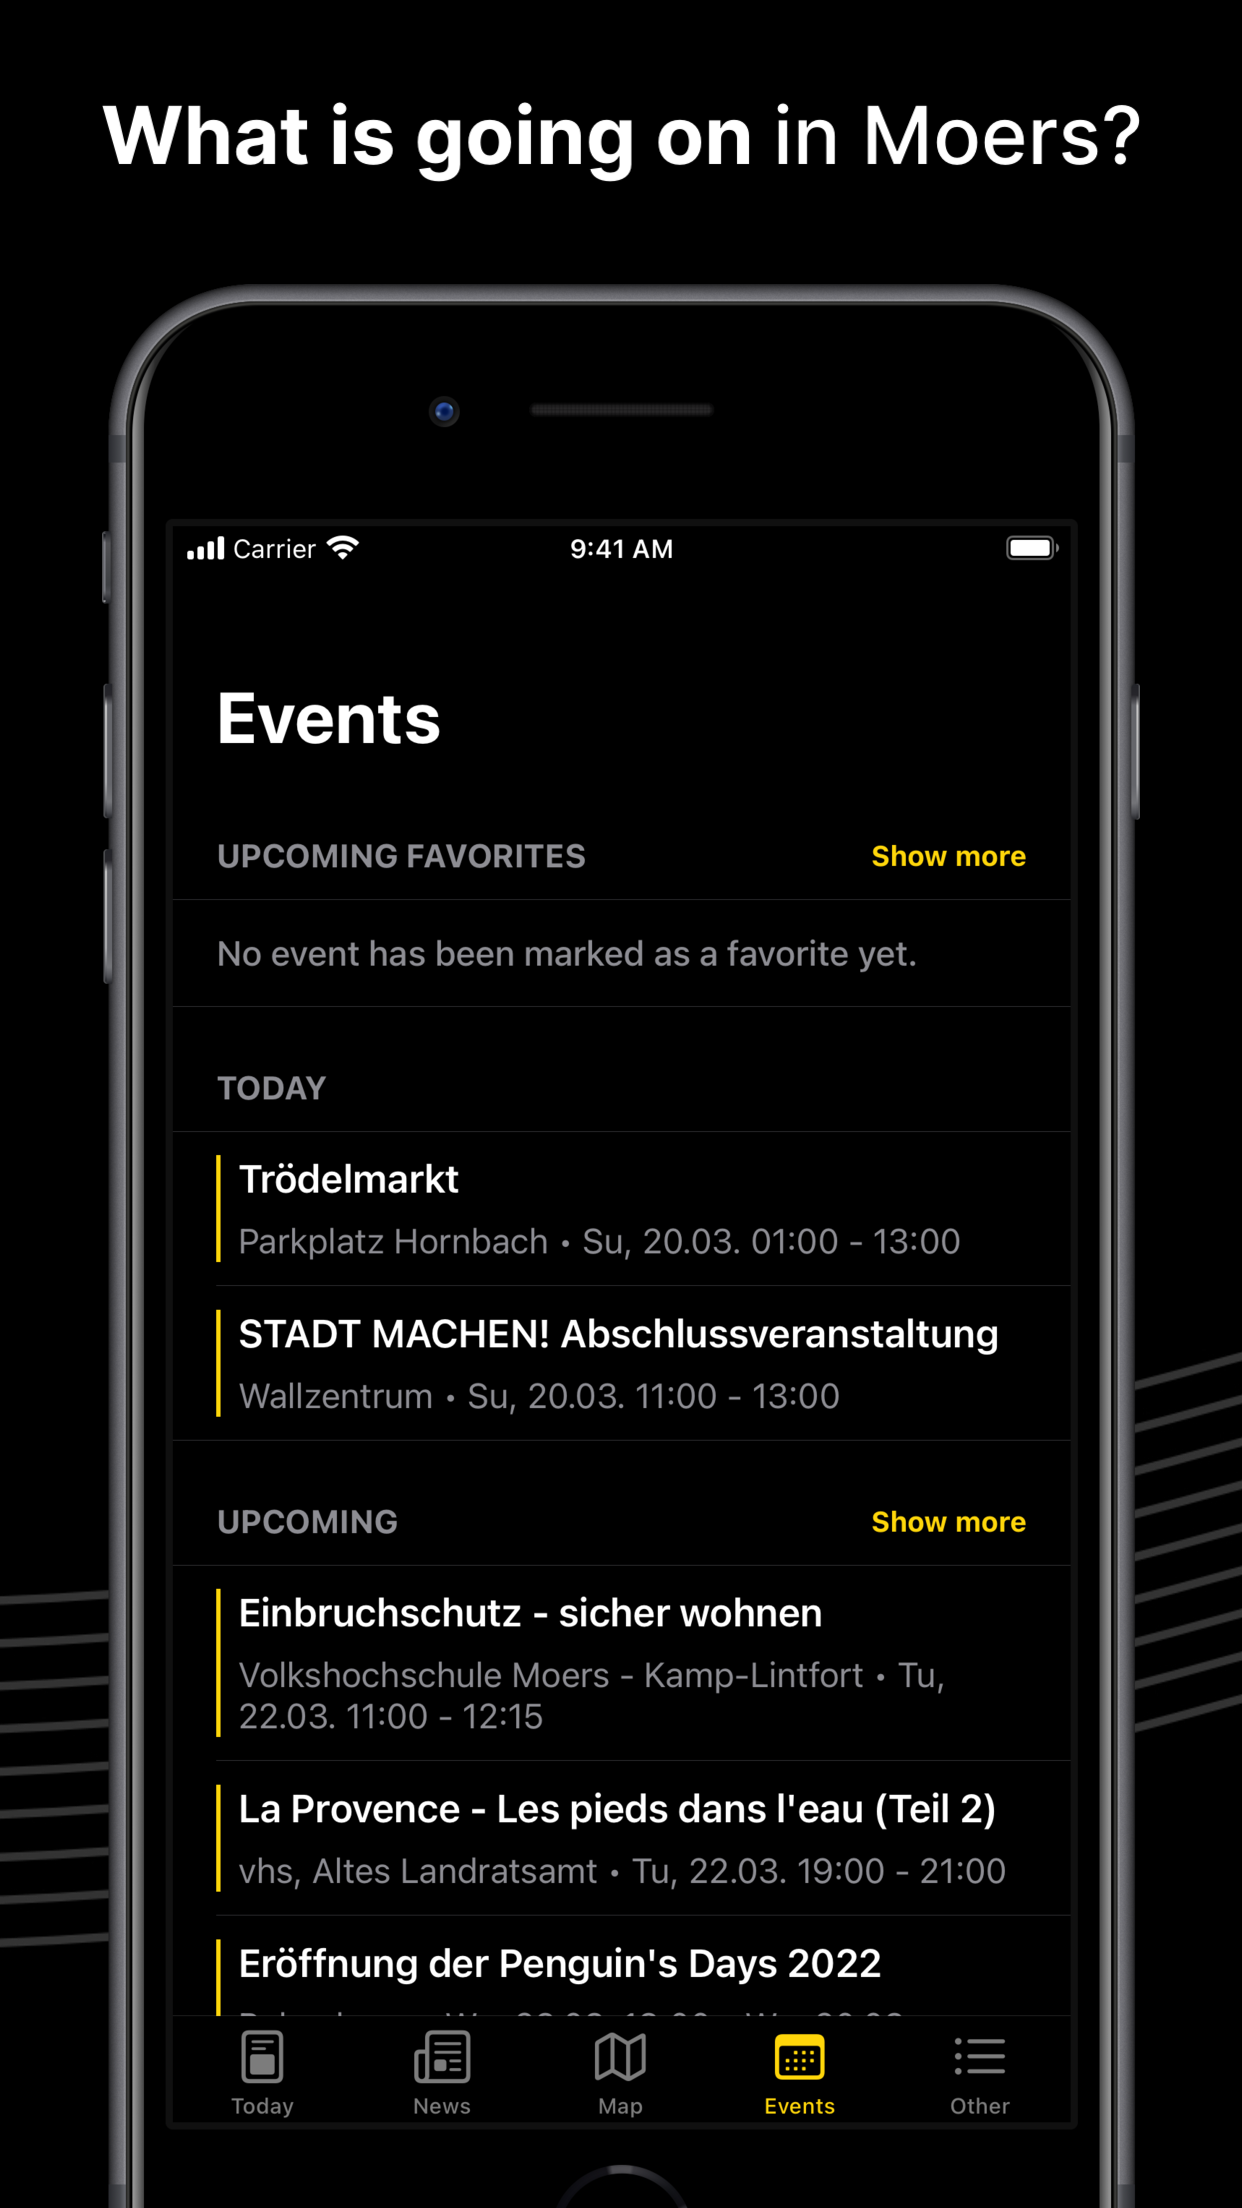 What is going on in Moers?
Carrier
9:41 AM
Events
UPCOMING FAVORITES
Show more
No event has been marked as a favorite yet.
TODAY
Trödelmarkt
Parkplatz Hornbach • Su, 20.03. 01:00 - 13:00
STADT MACHEN! Abschlussveranstaltung
Wallzentrum • Su, 20.03. 11:00 - 13:00
UPCOMING
Show more
Einbruchschutz - sicher wohnen
Volkshochschule Moers - Kamp-Lintfort • Tu,
22.03. 11:00 - 12:15
La Provence - Les pieds dans l'eau (Teil 2)
vhs, Altes Landratsamt • Tu, 22.03. 19:00 - 21:00
Eröffnung der Penguin's Days 2022
Today
News
Map
Events
Other